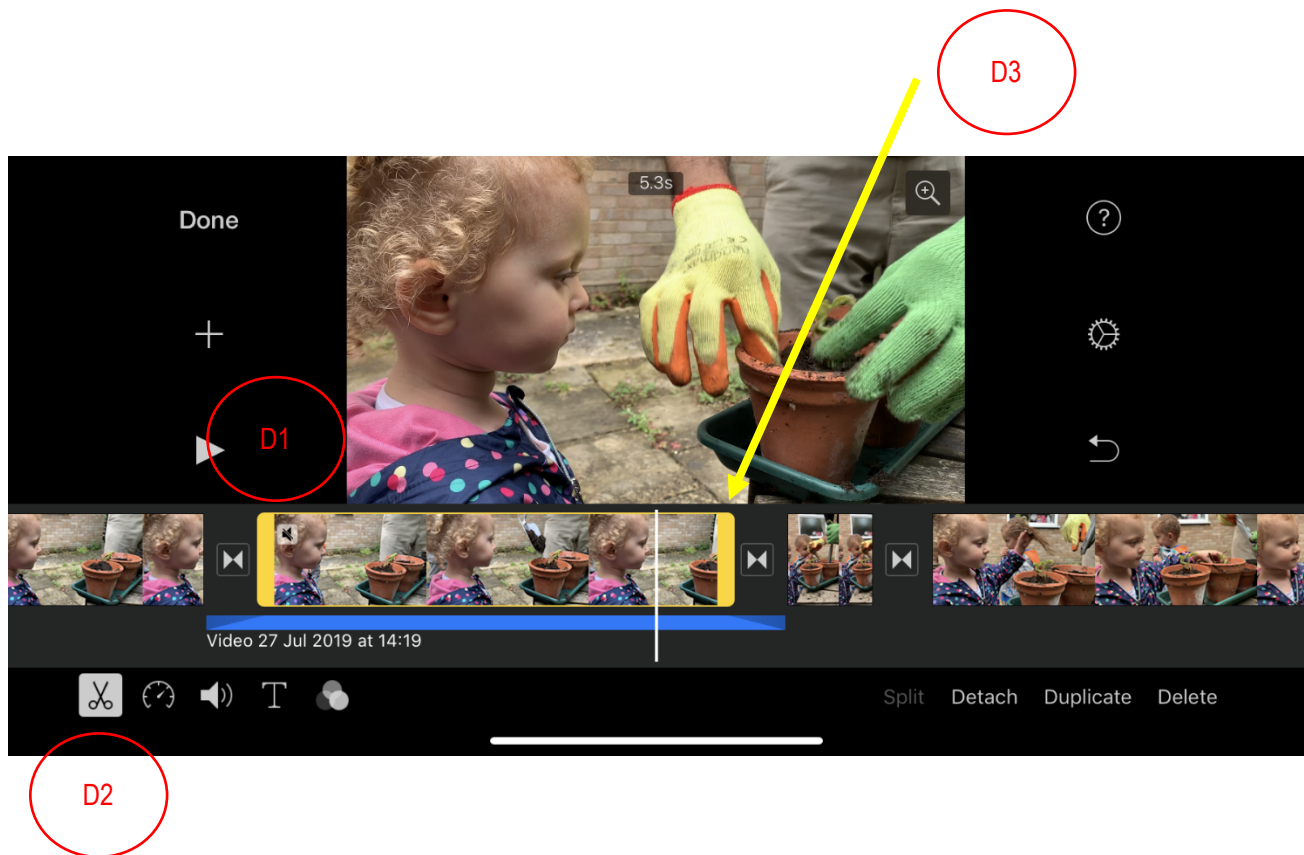 D3
5.3s
Done
?
D1
Video 27 Jul 2019 at 14:19
T
Split Detach Duplicate Delete
D2